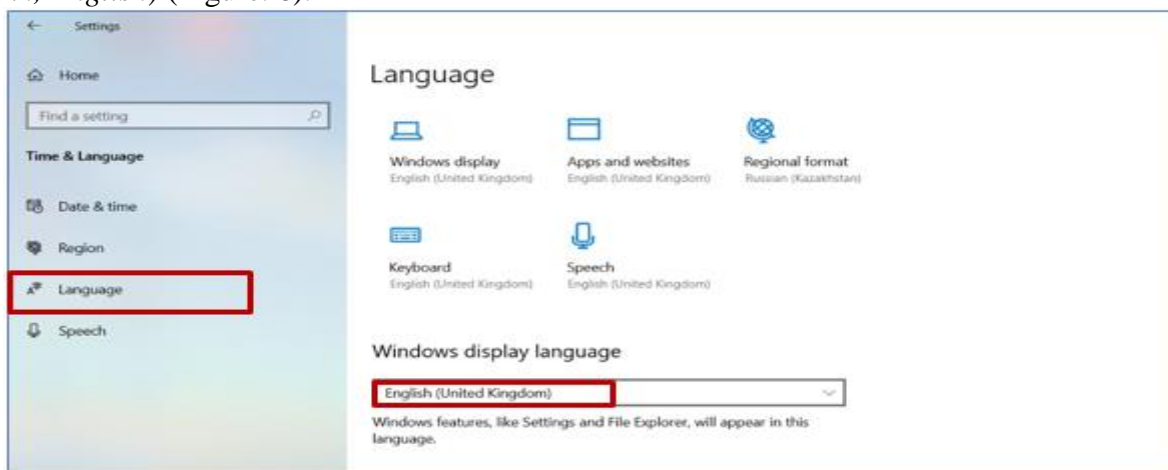 Settings
Home
Find a setting
Time & Language
Date & time
Region
Language
Speech
Language
Windows display
English (United Kingdom)
Apps and websites
English (United Kingdom)
Regional format
Russian (Kazakhstan)
Keyboard
English (United Kingdom)
Speech
English (United Kingdom)
Windows display language
English (United Kingdom)
Windows features, like Settings and File Explorer, will appear in this
language.